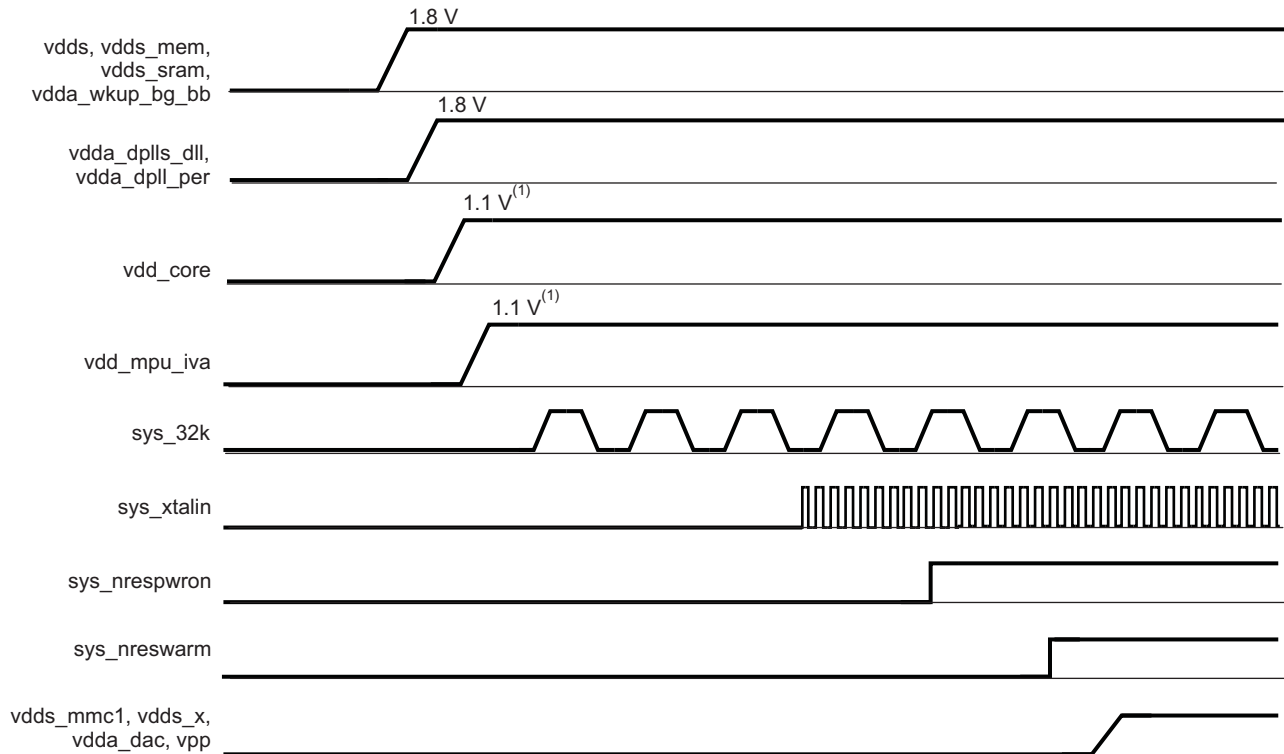 1.8 V
vdds, vdds_mem,
vdds_sram,
vdda_wkup_bg_bb
1.8 V
vdda_dplls_dll,
vdda_dpll_per
1.1 V(1)
vdd_core
1.1 V(1)
vdd_mpu_iva
sys_32k
sys_xtalin
sys_nrespwron
sys_nreswarm
vdds_mmc1, vdds_x,
vdda_dac, vpp